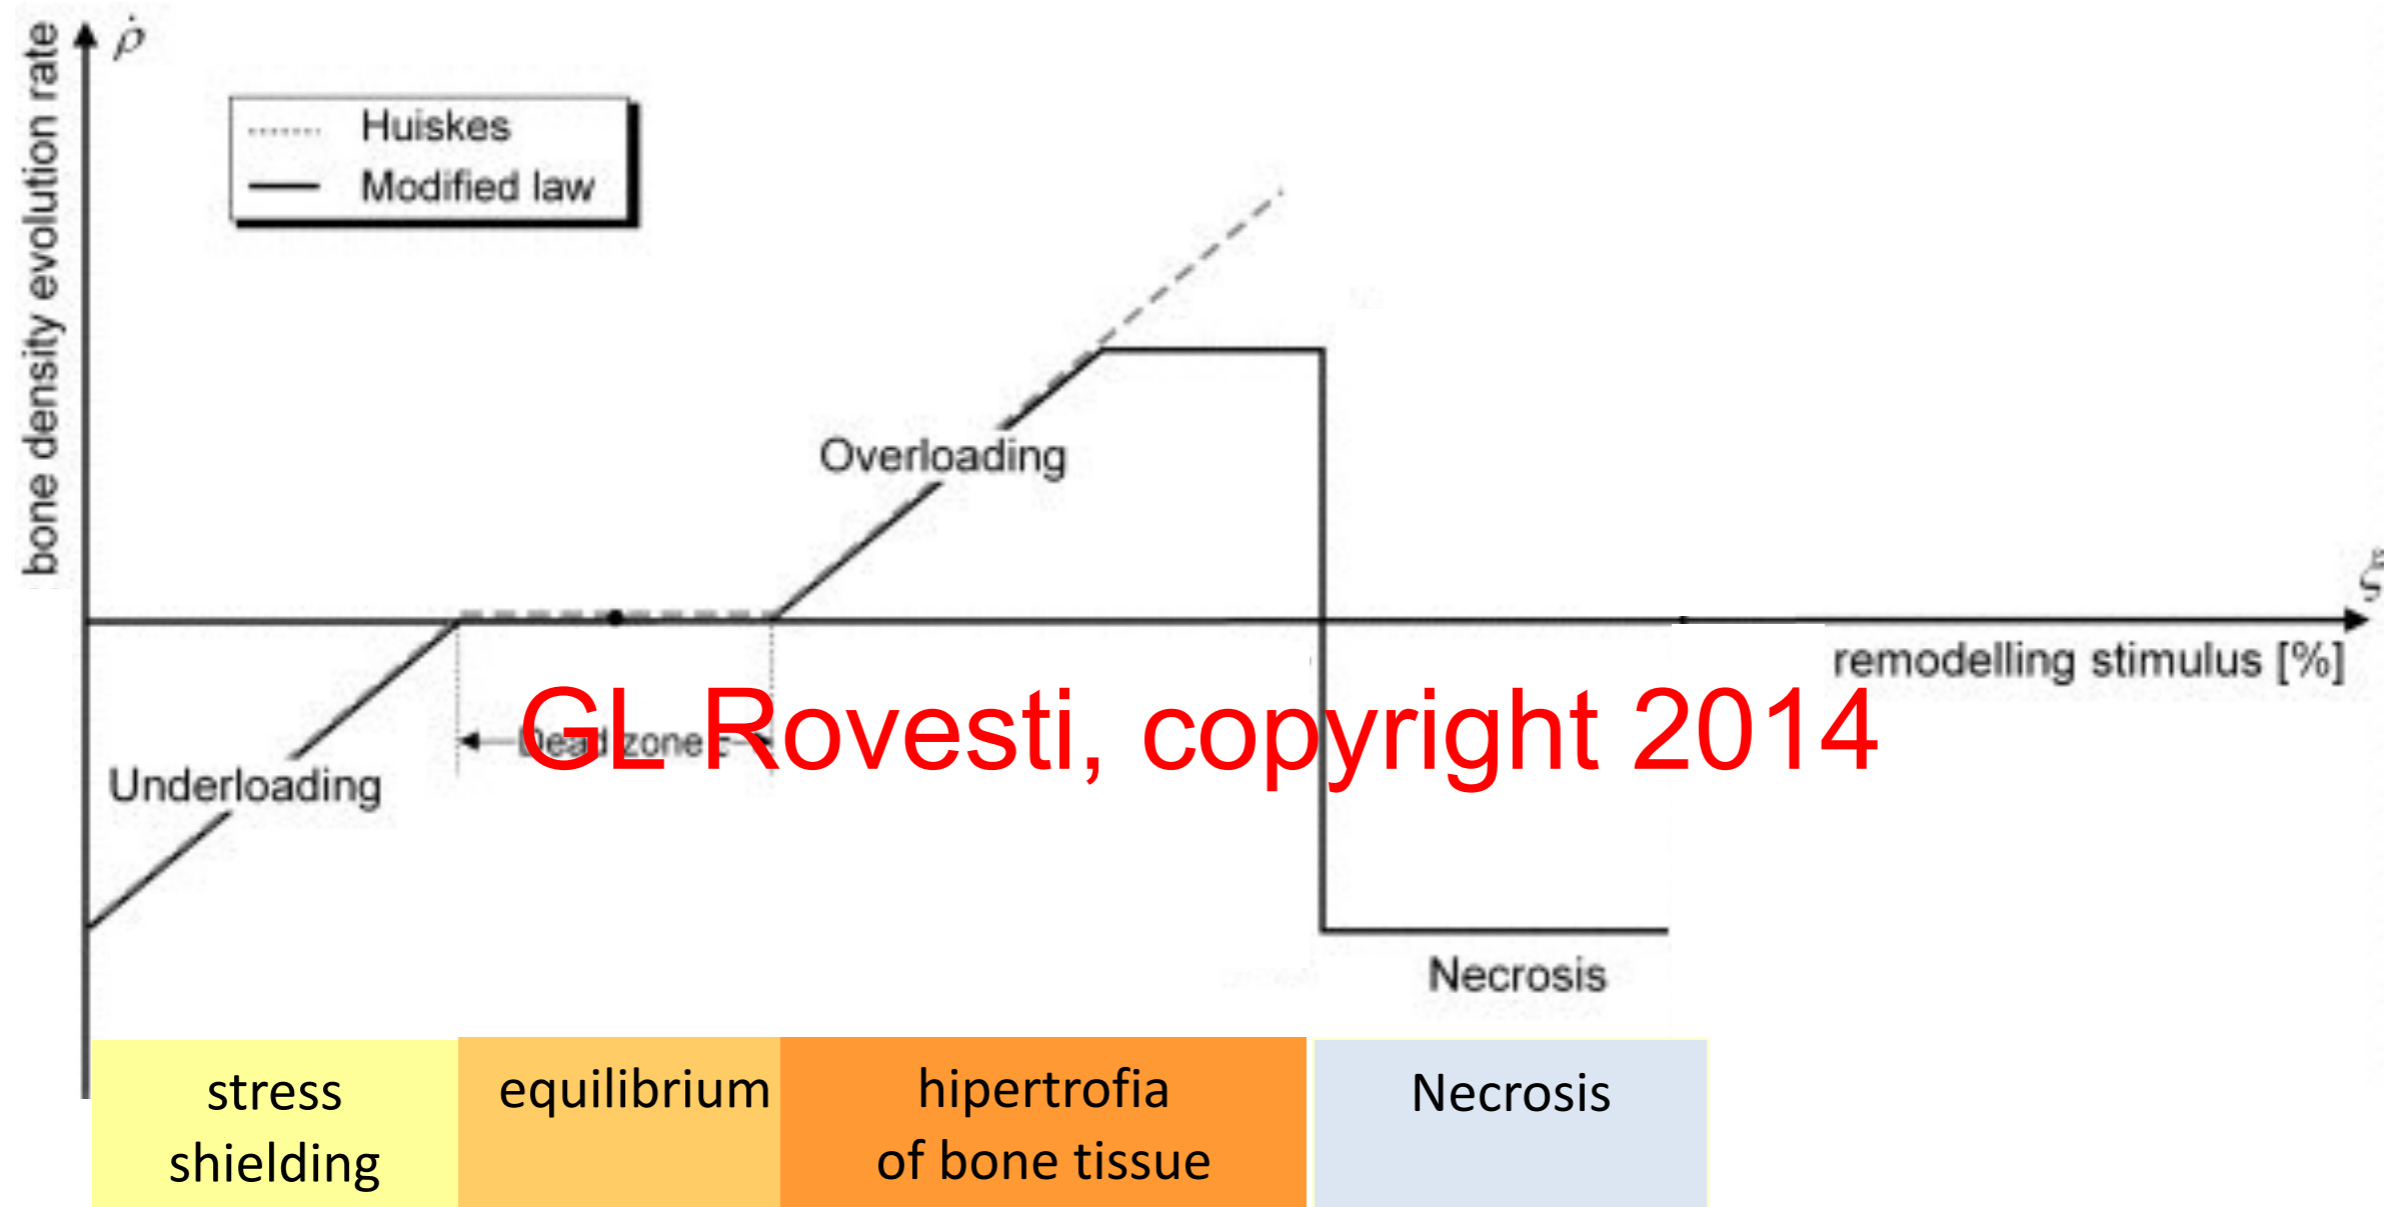 ρ̇
bone density evolution rate
Huiskes
Modified law
Overloading
ξ
remodelling stimulus [%]
GL Rovesti, copyright 2014
Dead zone
Underloading
Necrosis
stress
shielding
equilibrium
hipertrofia
of bone tissue
Necrosis